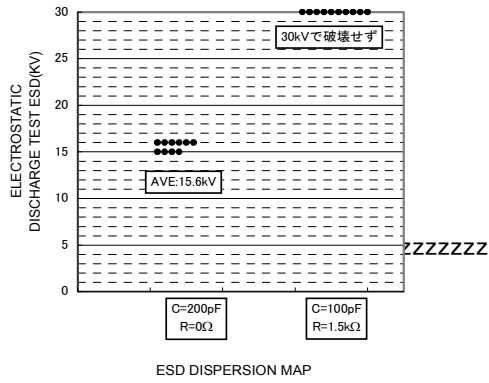 30
25
20
15
10
5
0
ELECTROSTATIC
DISCHARGE TEST ESD(KV)
30kVで破壊せず
AVE:15.6kV
zzzzzzz
C=200pF
R=0Ω
C=100pF
R=1.5kΩ
ESD DISPERSION MAP